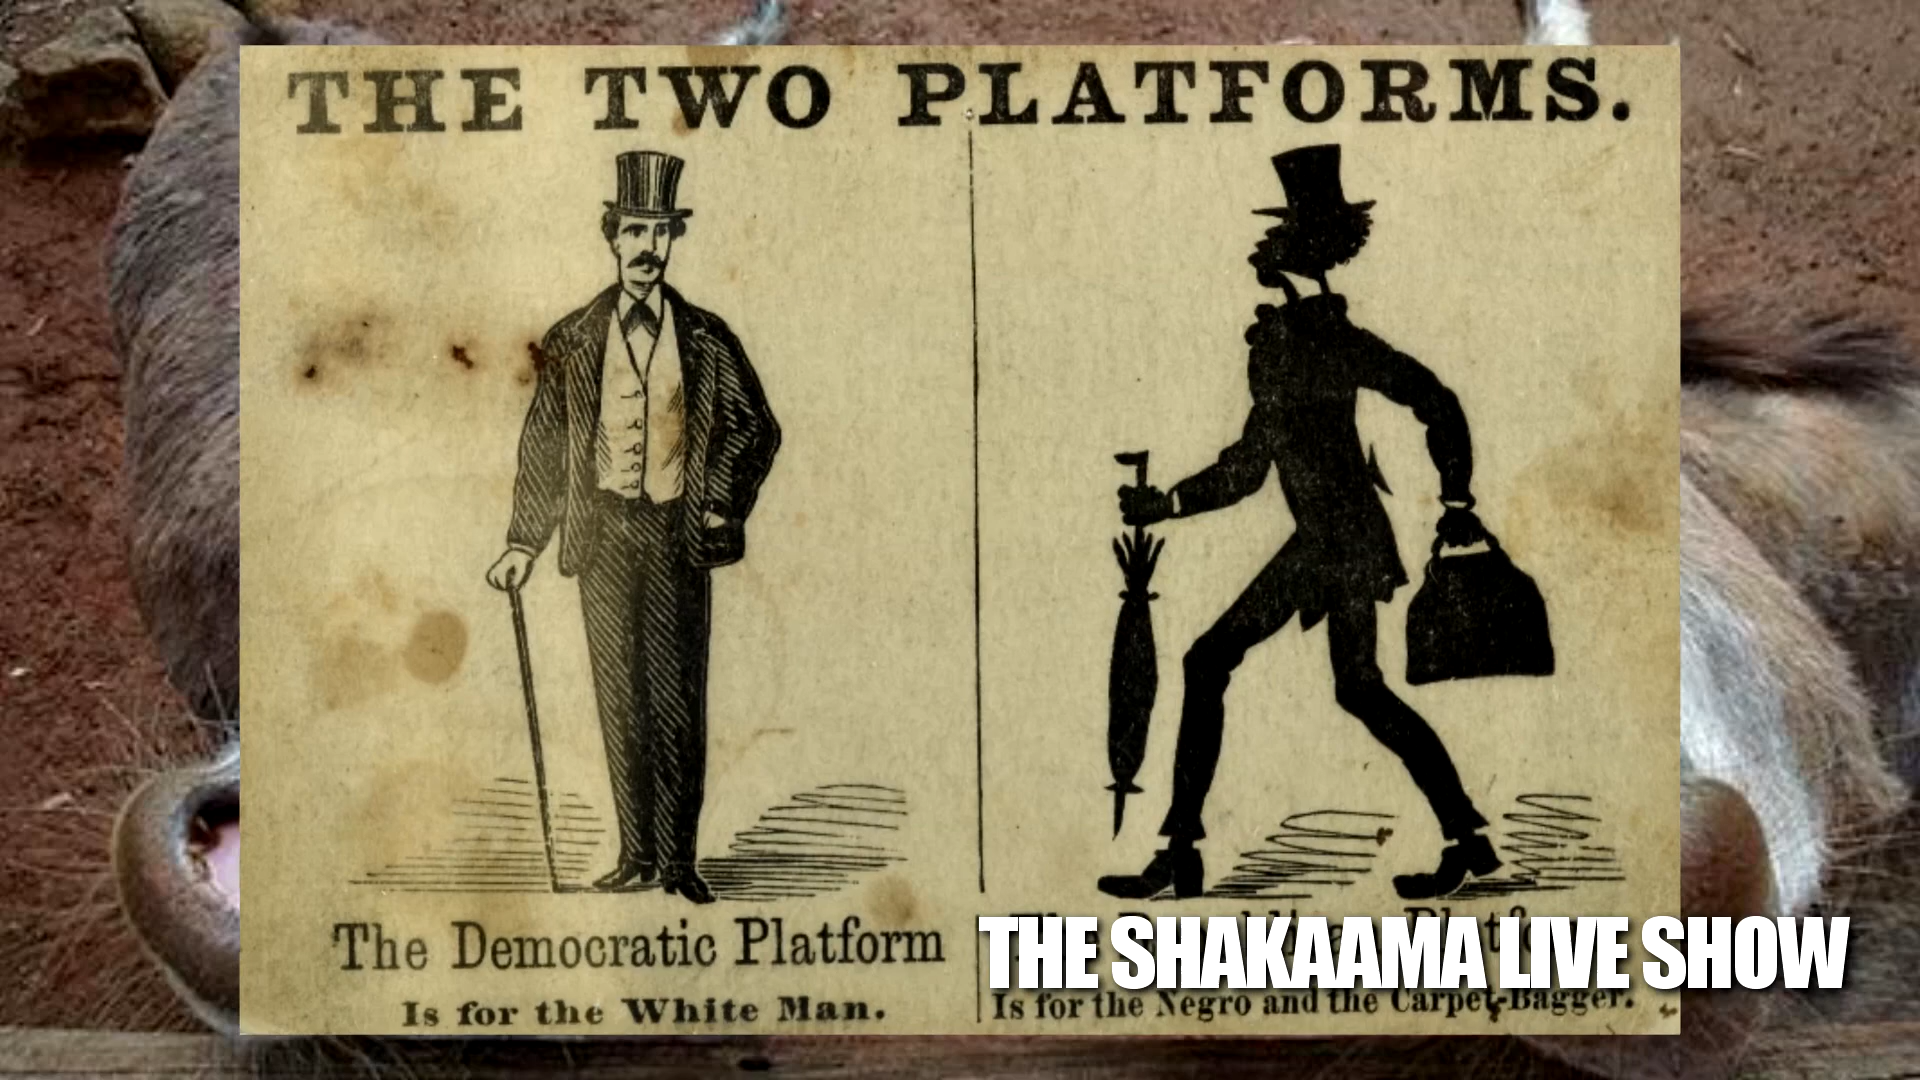 THE TWO PLATFORMS.
The Democratic Platform
Is for the White Man.
THE SHAKAAMA LIVE SHOW
Is for the Negro and the Carpet-Bagger.